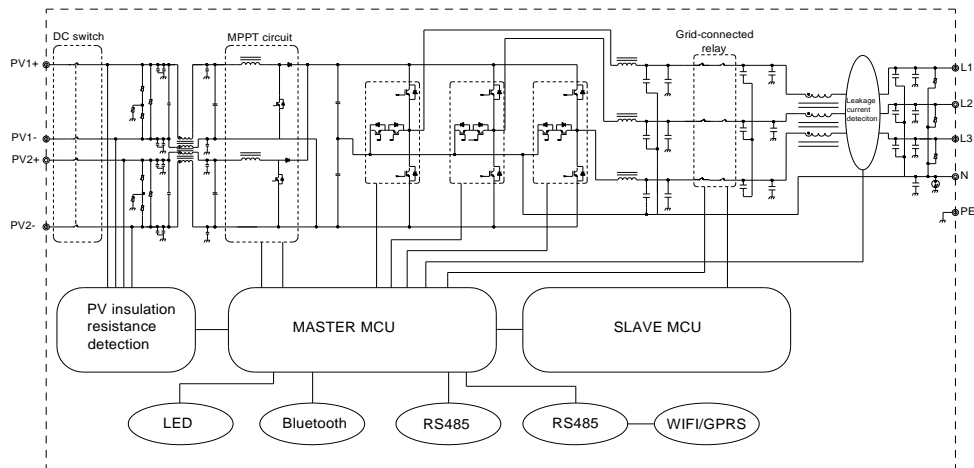 DC switch
MPPT circuit
Grid-connected
relay
PV1+
PV1-
PV2+
PV2-
Leakage
current
deteciton
L1
L2
L3
N
PE
PV insulation
resistance
detection
MASTER MCU
SLAVE MCU
LED
Bluetooth
RS485
RS485
WIFI/GPRS